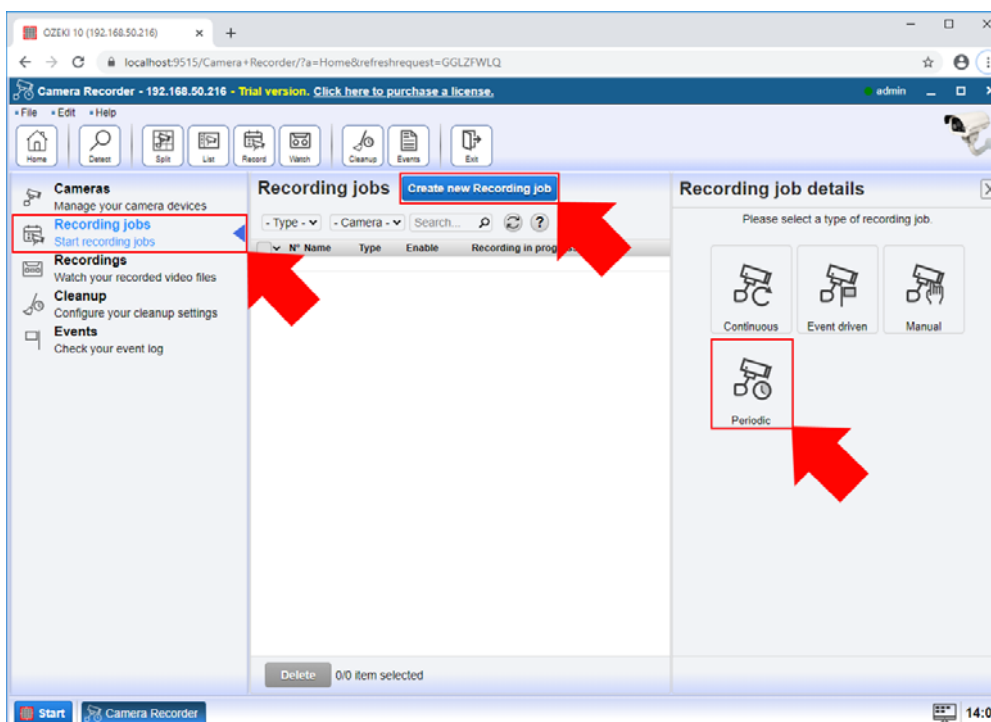 OZEKI 10 (192.168.50.216)
localhost:9515/Camera+Recorder/?a=Home&refreshrequest=GGLZFWLQ
Camera Recorder - 192.168.50.216 - Trial version. Click here to purchase a license.
admin
File Edit Help
Home Detect Split List Record Watch Cleanup Events Exit
Cameras
Manage your camera devices
Recording jobs
Start recording jobs
Recordings
Watch your recorded video files
Cleanup
Configure your cleanup settings
Events
Check your event log
Recording jobs Create new Recording job
- Type - - Camera - Search... ?
N° Name Type Enable Recording in prog
Delete 0/0 item selected
Recording job details
Please select a type of recording job.
Continuous Event driven Manual
Periodic
Start Camera Recorder 14:0